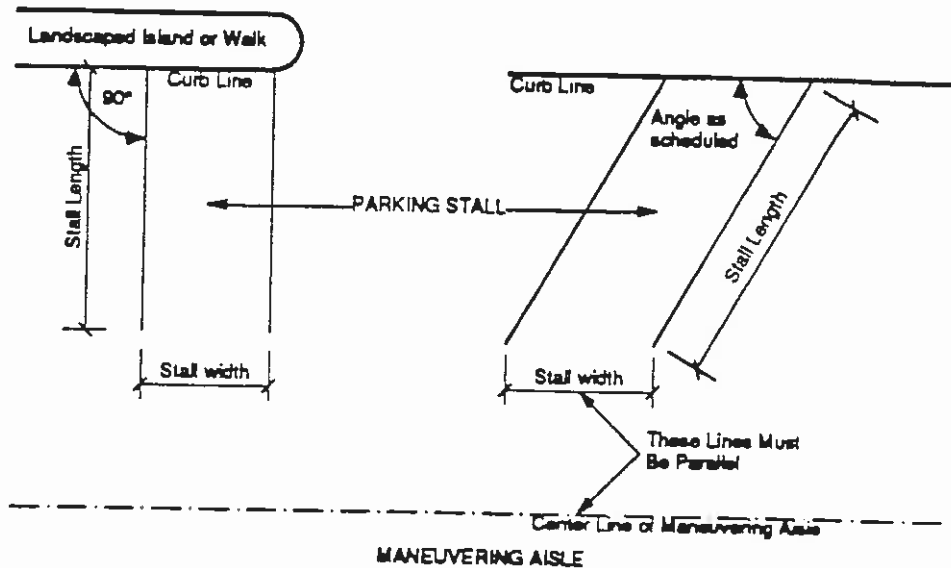 Landscaped Island or Walk
Curb Line
90°
Stall Length
Stall width
PARKING STALL
Curb Line
Angle as
scheduled
Stall Length
Stall width
These Lines Must
Be Parallel
Center Line of Maneuvering Aisle
MANEUVERING AISLE